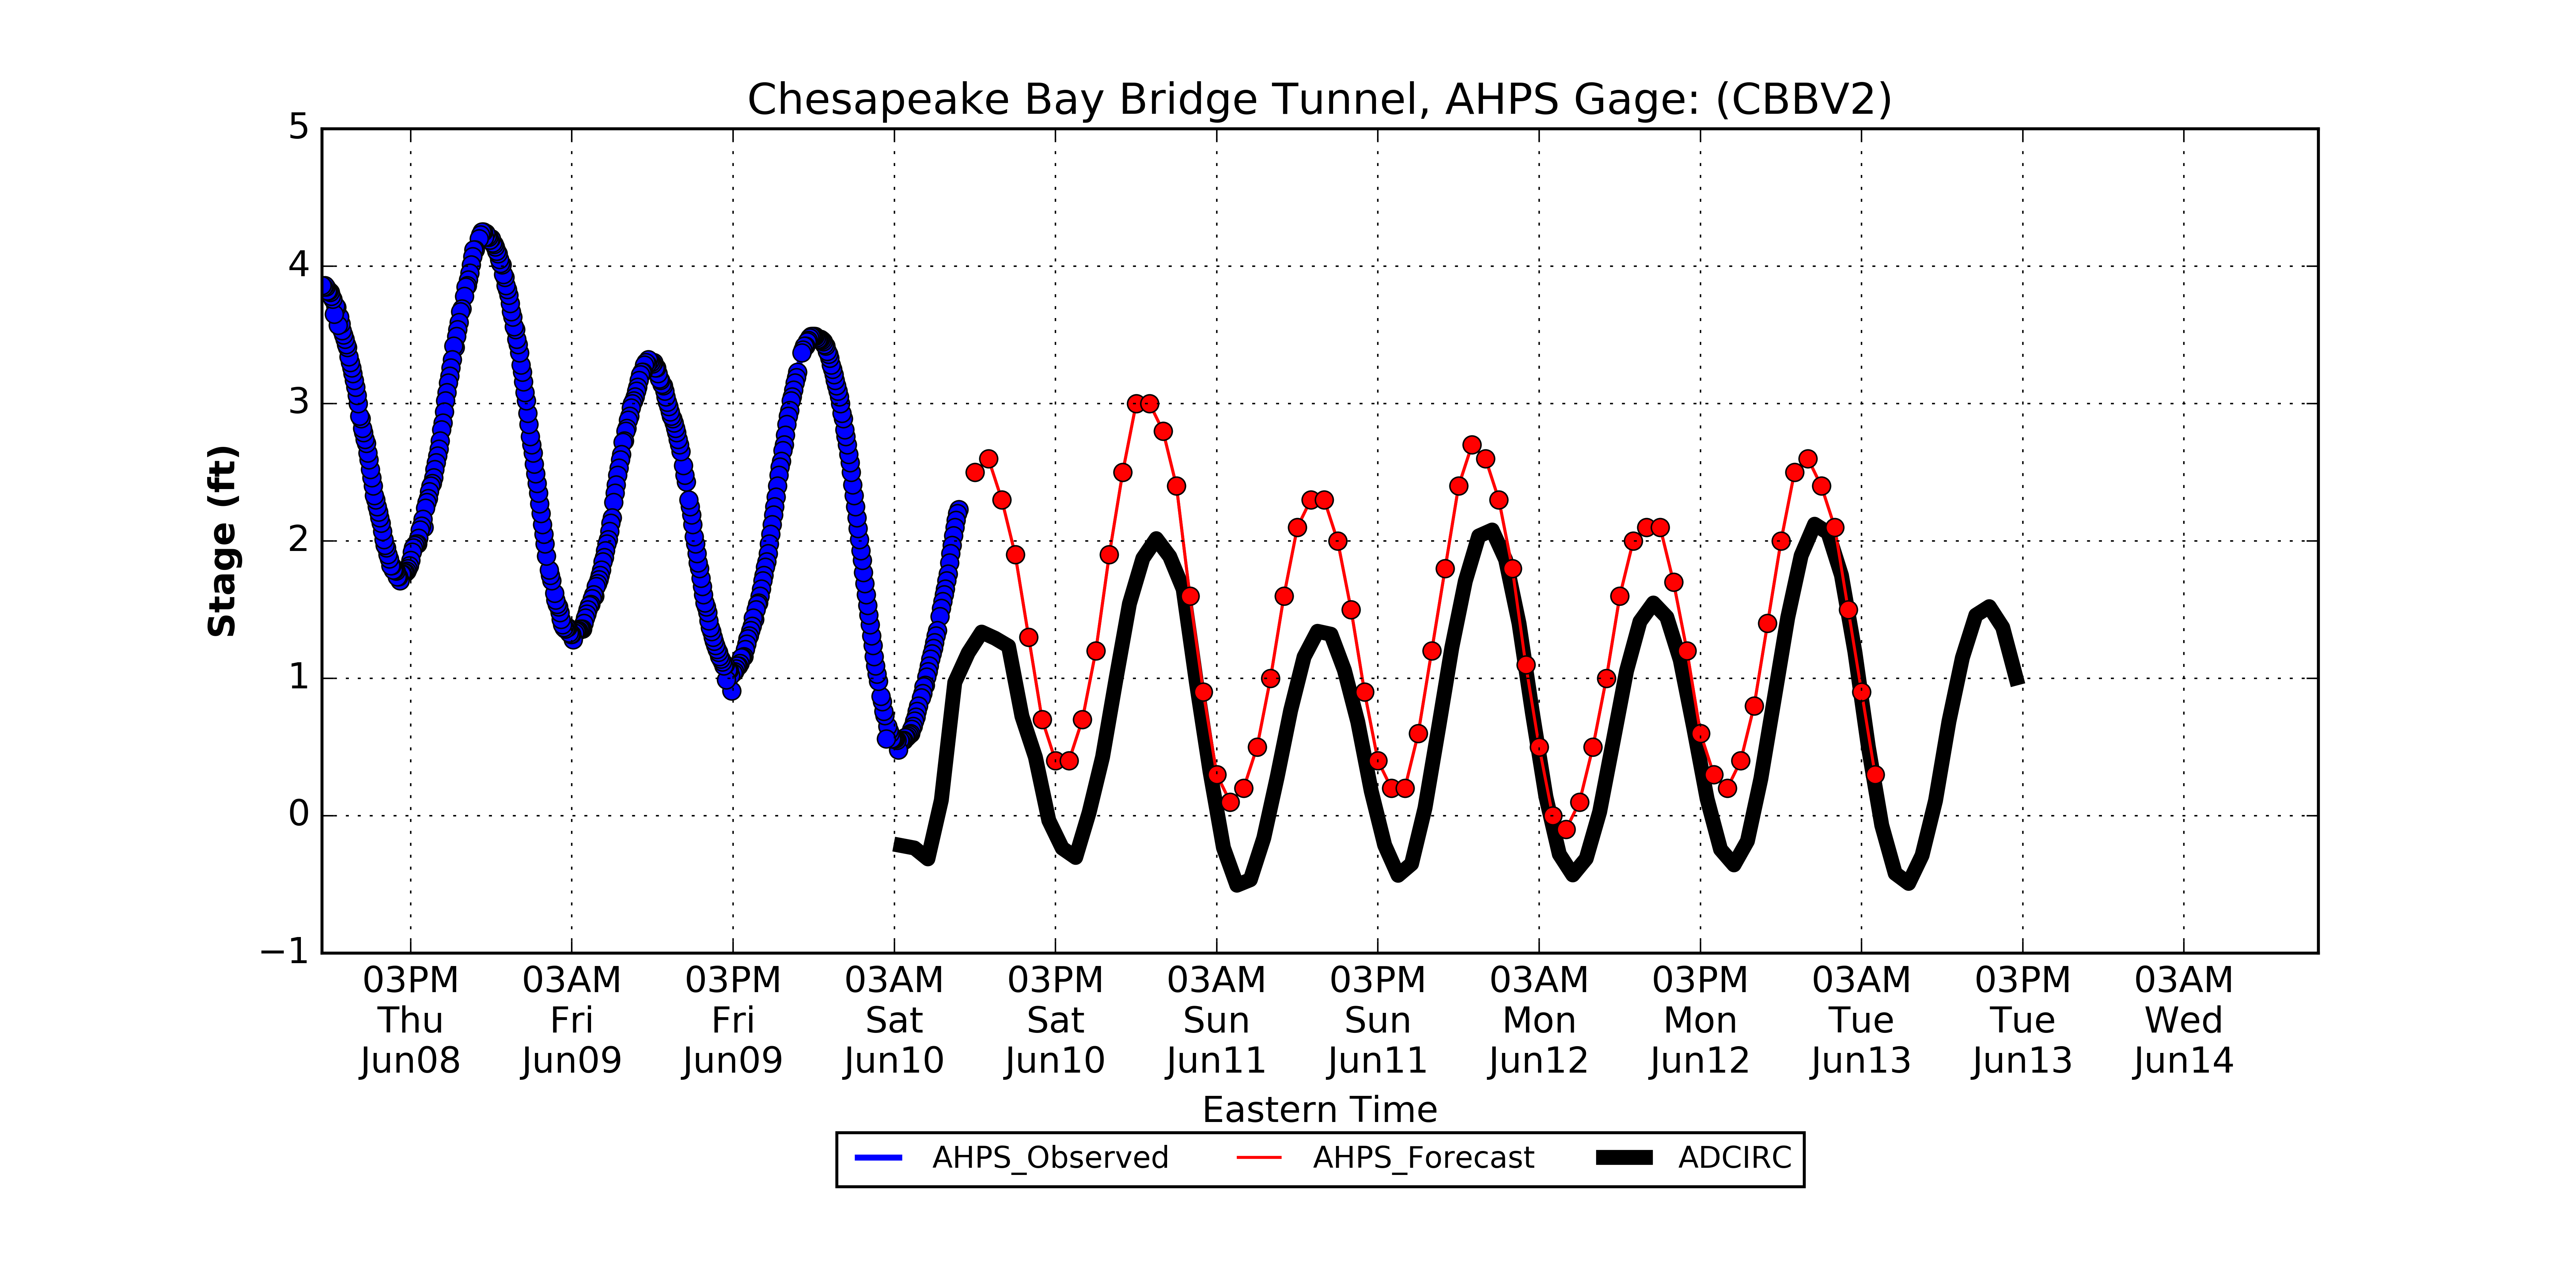 Chesapeake Bay Bridge Tunnel, AHPS Gage: (CBBV2)
5
4
3
2
1
0
−1
Stage (ft)
03PM 03AM 03PM 03AM 03PM 03AM 03PM 03AM 03PM 03AM 03PM 03AM
Thu Fri Fri Sat Sat Sun Sun Mon Mon Tue Tue Wed
Jun08 Jun09 Jun09 Jun10 Jun10 Jun11 Jun11 Jun12 Jun12 Jun13 Jun13 Jun14
Eastern Time
AHPS_Observed AHPS_Forecast ADCIRC